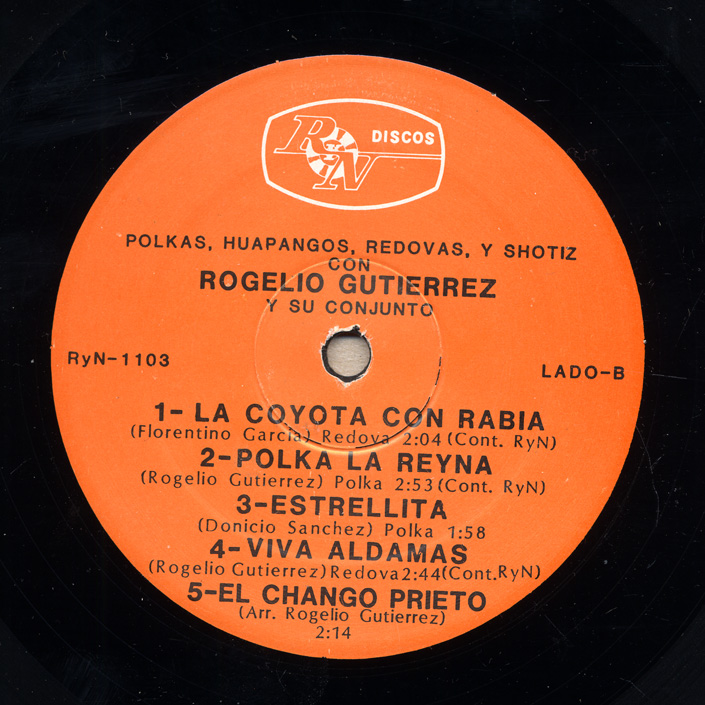 RyN DISCOS
POLKAS, HUAPANGOS, REDOVAS, Y SHOTIZ
CON
ROGELIO GUTIERREZ
Y SU CONJUNTO
RyN-1103
LADO-B
1- LA COYOTA CON RABIA
(Florentino Garcia) Redova 2:04 (Cont. RyN)
2-POLKA LA REYNA
(Rogelio Gutierrez) Polka 2:53 (Cont. RyN)
3-ESTRELLITA
(Donicio Sanchez) Polka 1:58
4-VIVA ALDAMAS
(Rogelio Gutierrez) Redova 2:44 (Cont. RyN)
5-EL CHANGO PRIETO
(Arr. Rogelio Gutierrez)
2:14